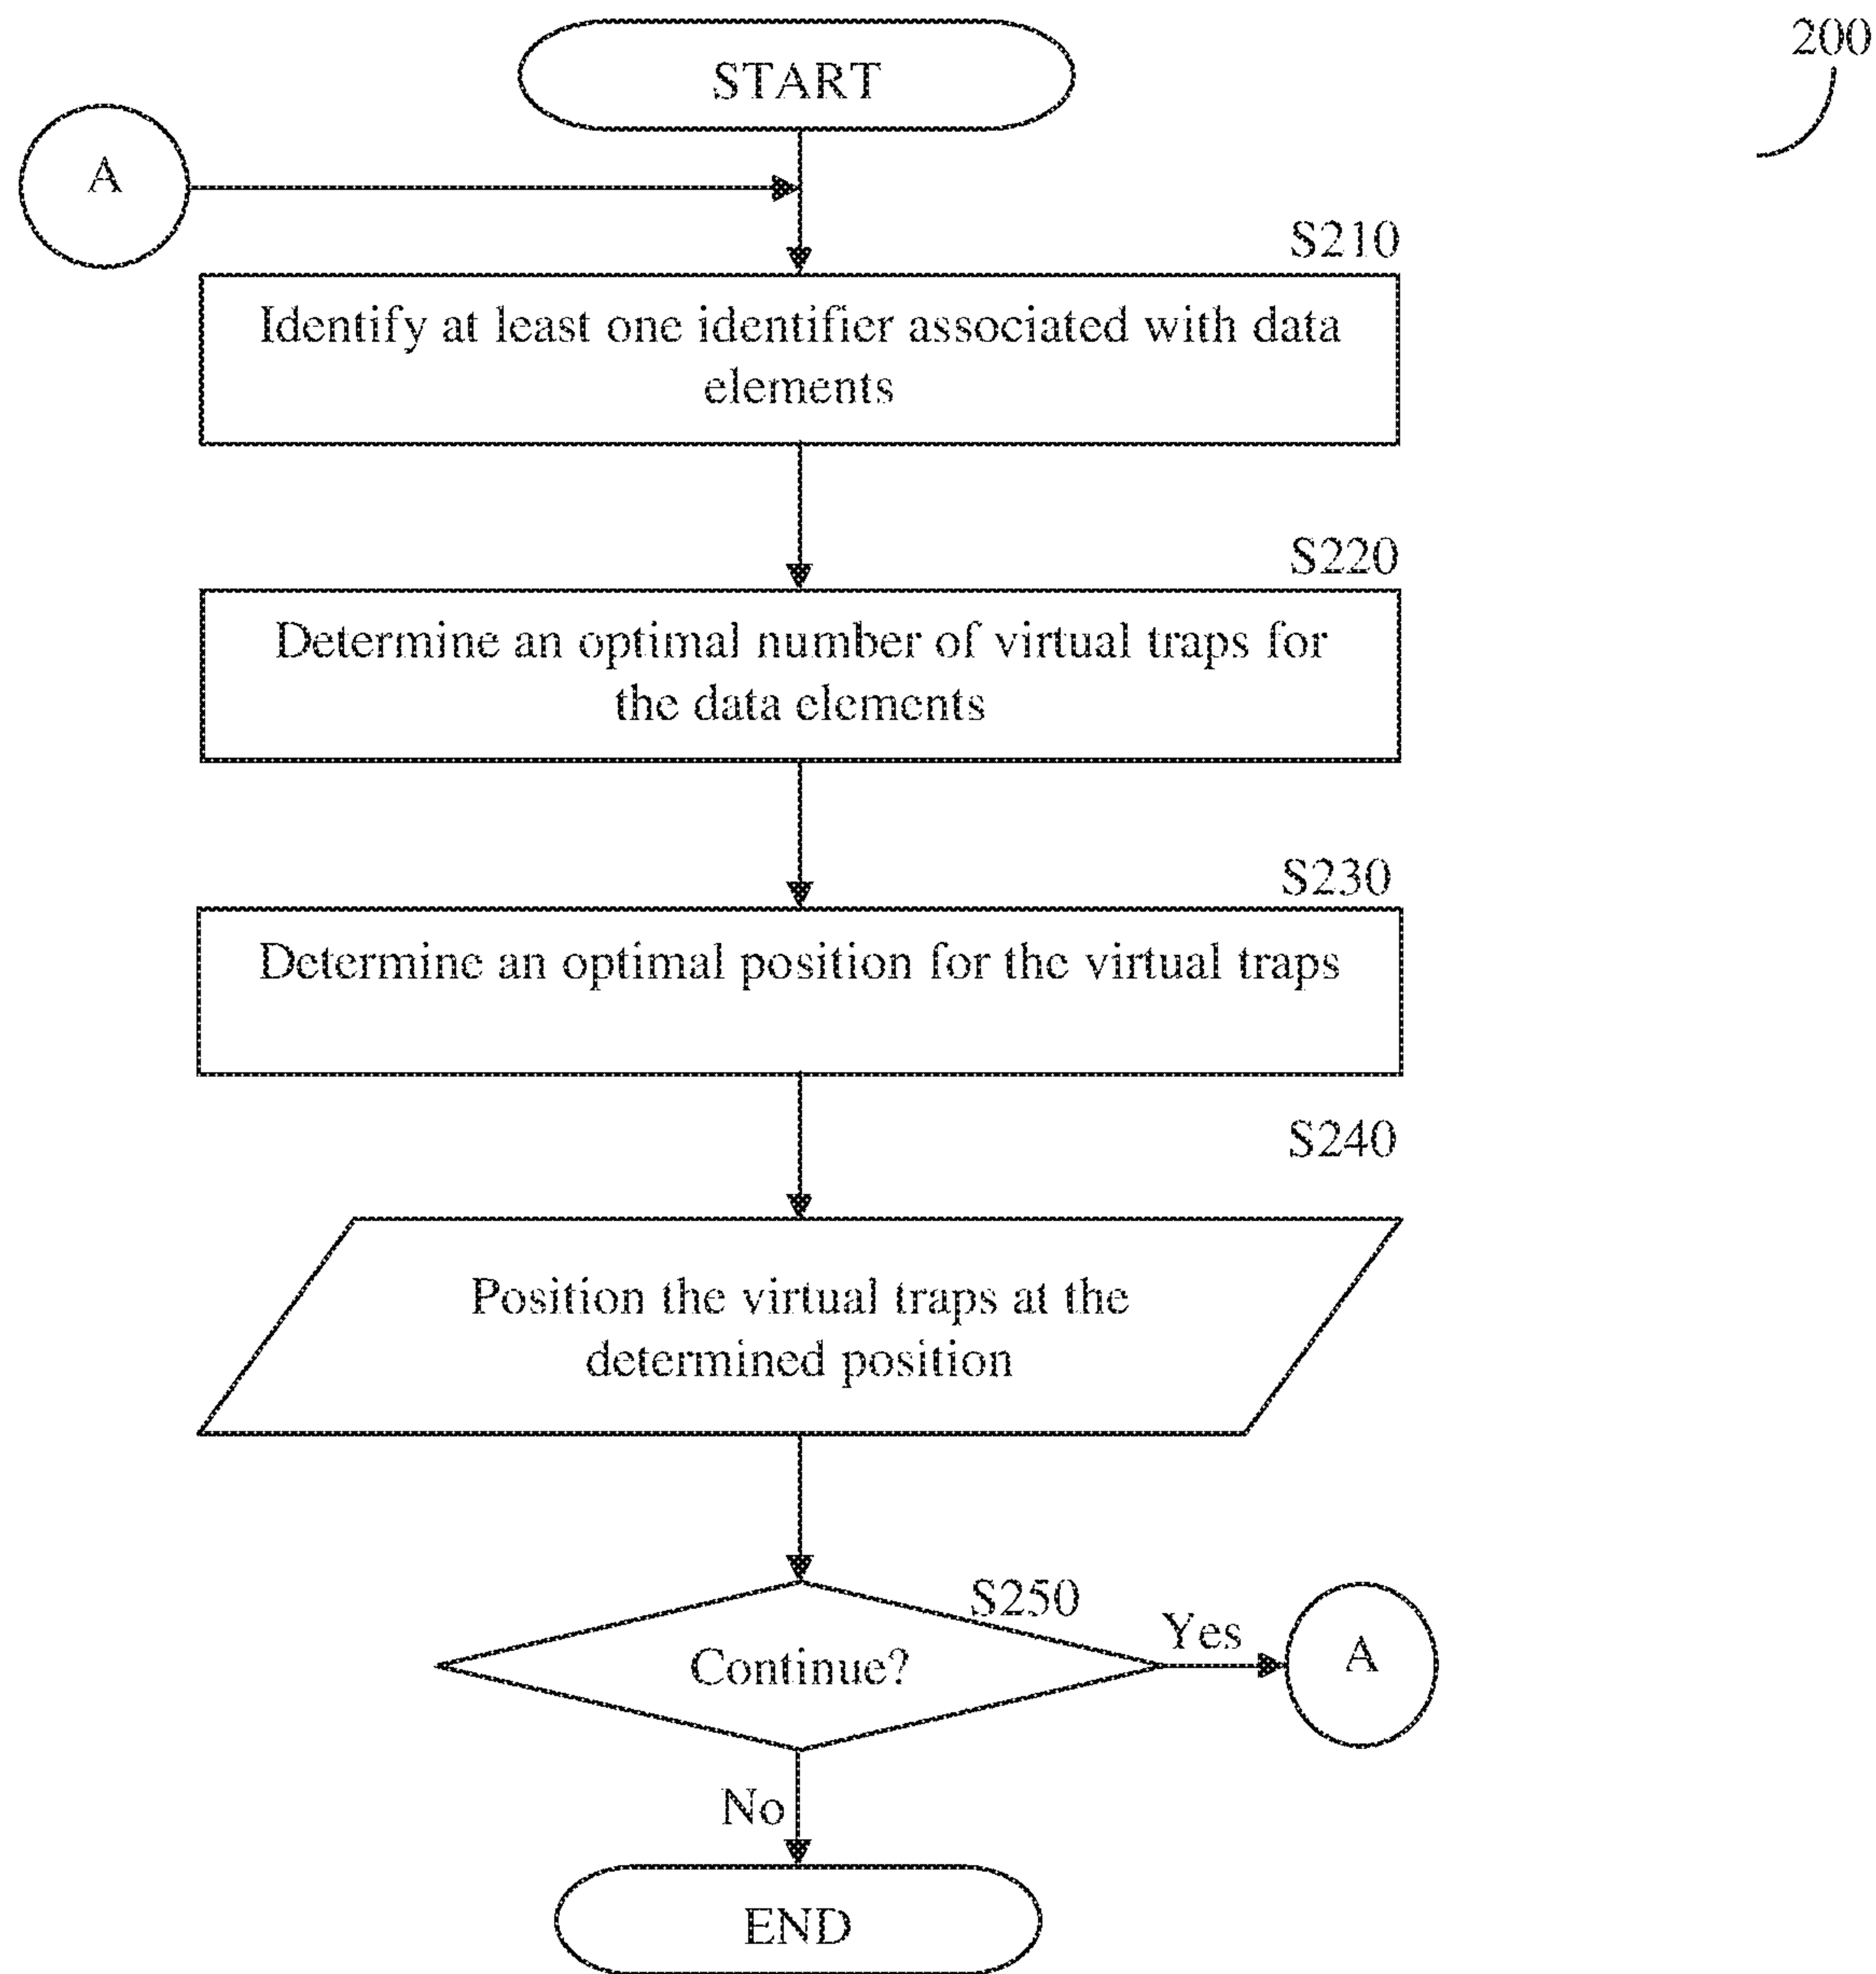 200
START
A
S210
Identify at least one identifier associated with data
elements
S220
Determine an optimal number of virtual traps for
the data elements
S230
Determine an optimal position for the virtual traps
S240
Position the virtual traps at the
determined position
S250
Continue?
Yes
A
No
END